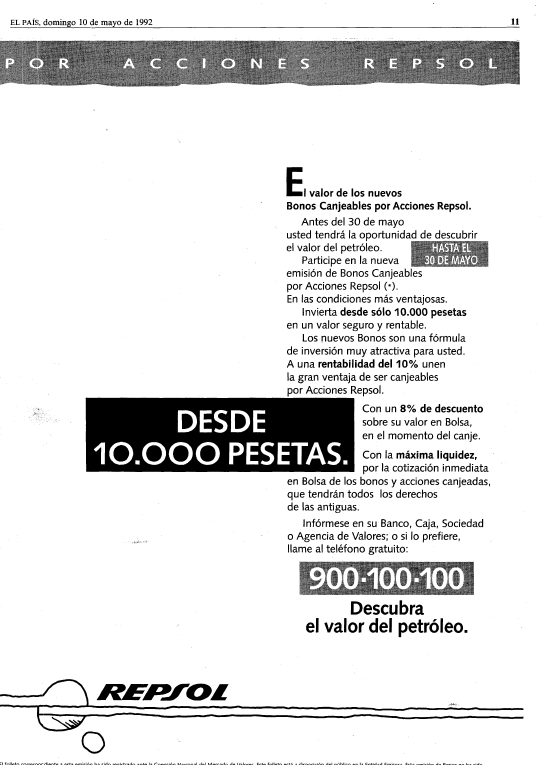 EL PAÍS, domingo 10 de mayo de 1992
11
POR ACCIONES REPSOL
El valor de los nuevos
Bonos Canjeables por Acciones Repsol.
Antes del 30 de mayo
usted tendrá la oportunidad de descubrir
el valor del petróleo.
HASTA EL
30 DE MAYO
Participe en la nueva
emisión de Bonos Canjeables
por Acciones Repsol (*).
En las condiciones más ventajosas.
Invierta desde sólo 10.000 pesetas
en un valor seguro y rentable.
Los nuevos Bonos son una fórmula
de inversión muy atractiva para usted.
A una rentabilidad del 10% unen
la gran ventaja de ser canjeables
por Acciones Repsol.
DESDE
10.000 PESETAS.
Con un 8% de descuento
sobre su valor en Bolsa,
en el momento del canje.
Con la máxima liquidez,
por la cotización inmediata
en Bolsa de los bonos y acciones canjeadas,
que tendrán todos los derechos
de las antiguas.
Infórmese en su Banco, Caja, Sociedad
o Agencia de Valores; o si lo prefiere,
llame al teléfono gratuito:
900-100-100
Descubra
el valor del petróleo.
REPSOL